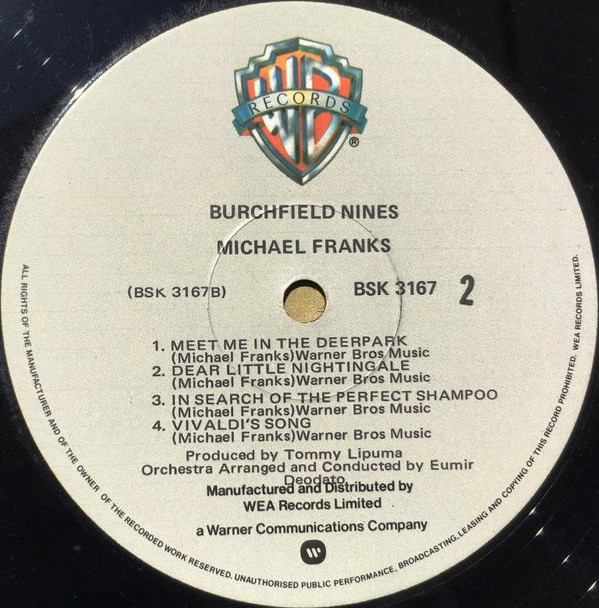 WB
RECORDS
®
BURCHFIELD NINES
MICHAEL FRANKS
(BSK 3167B) BSK 3167 2
1. MEET ME IN THE DEERPARK
(Michael Franks)Warner Bros Music
2. DEAR LITTLE NIGHTINGALE
(Michael Franks)Warner Bros Music
3. IN SEARCH OF THE PERFECT SHAMPOO
(Michael Franks)Warner Bros Music
4. VIVALDI'S SONG
(Michael Franks)Warner Bros Music
Produced by Tommy Lipuma
Orchestra Arranged and Conducted by Eumir
Deodato
Manufactured and Distributed by
WEA Records Limited
a Warner Communications Company
ALL RIGHTS OF THE MANUFACTURER AND OF THE OWNER OF THE RECORDED WORK RESERVED. UNAUTHORISED PUBLIC PERFORMANCE, BROADCASTING, LEASING AND COPYING OF THIS RECORD PROHIBITED. WEA RECORDS LIMITED.